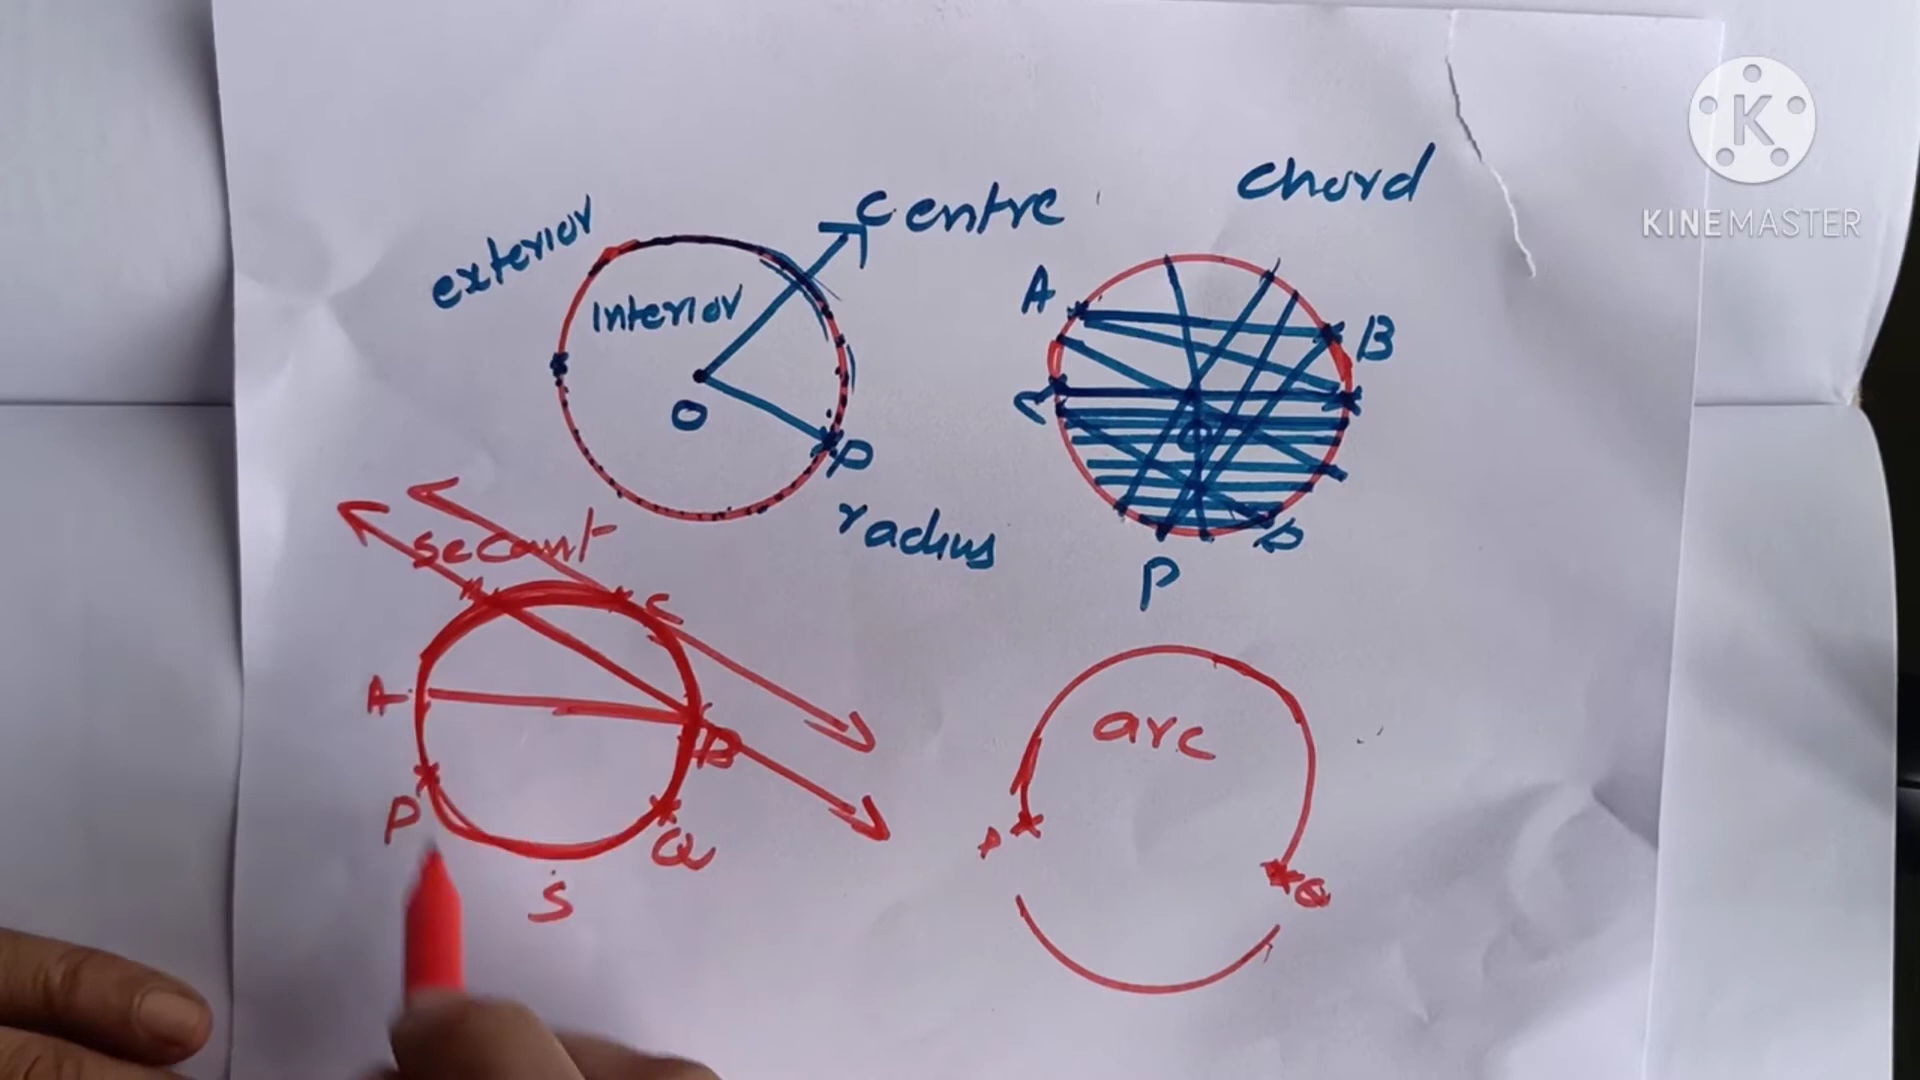 chord
centre
exterior
Interior
A
B
O
C
O
P
radius
D
P
secant
C
A
B
P
Q
S
arc
P
Q
K
KINEMASTER